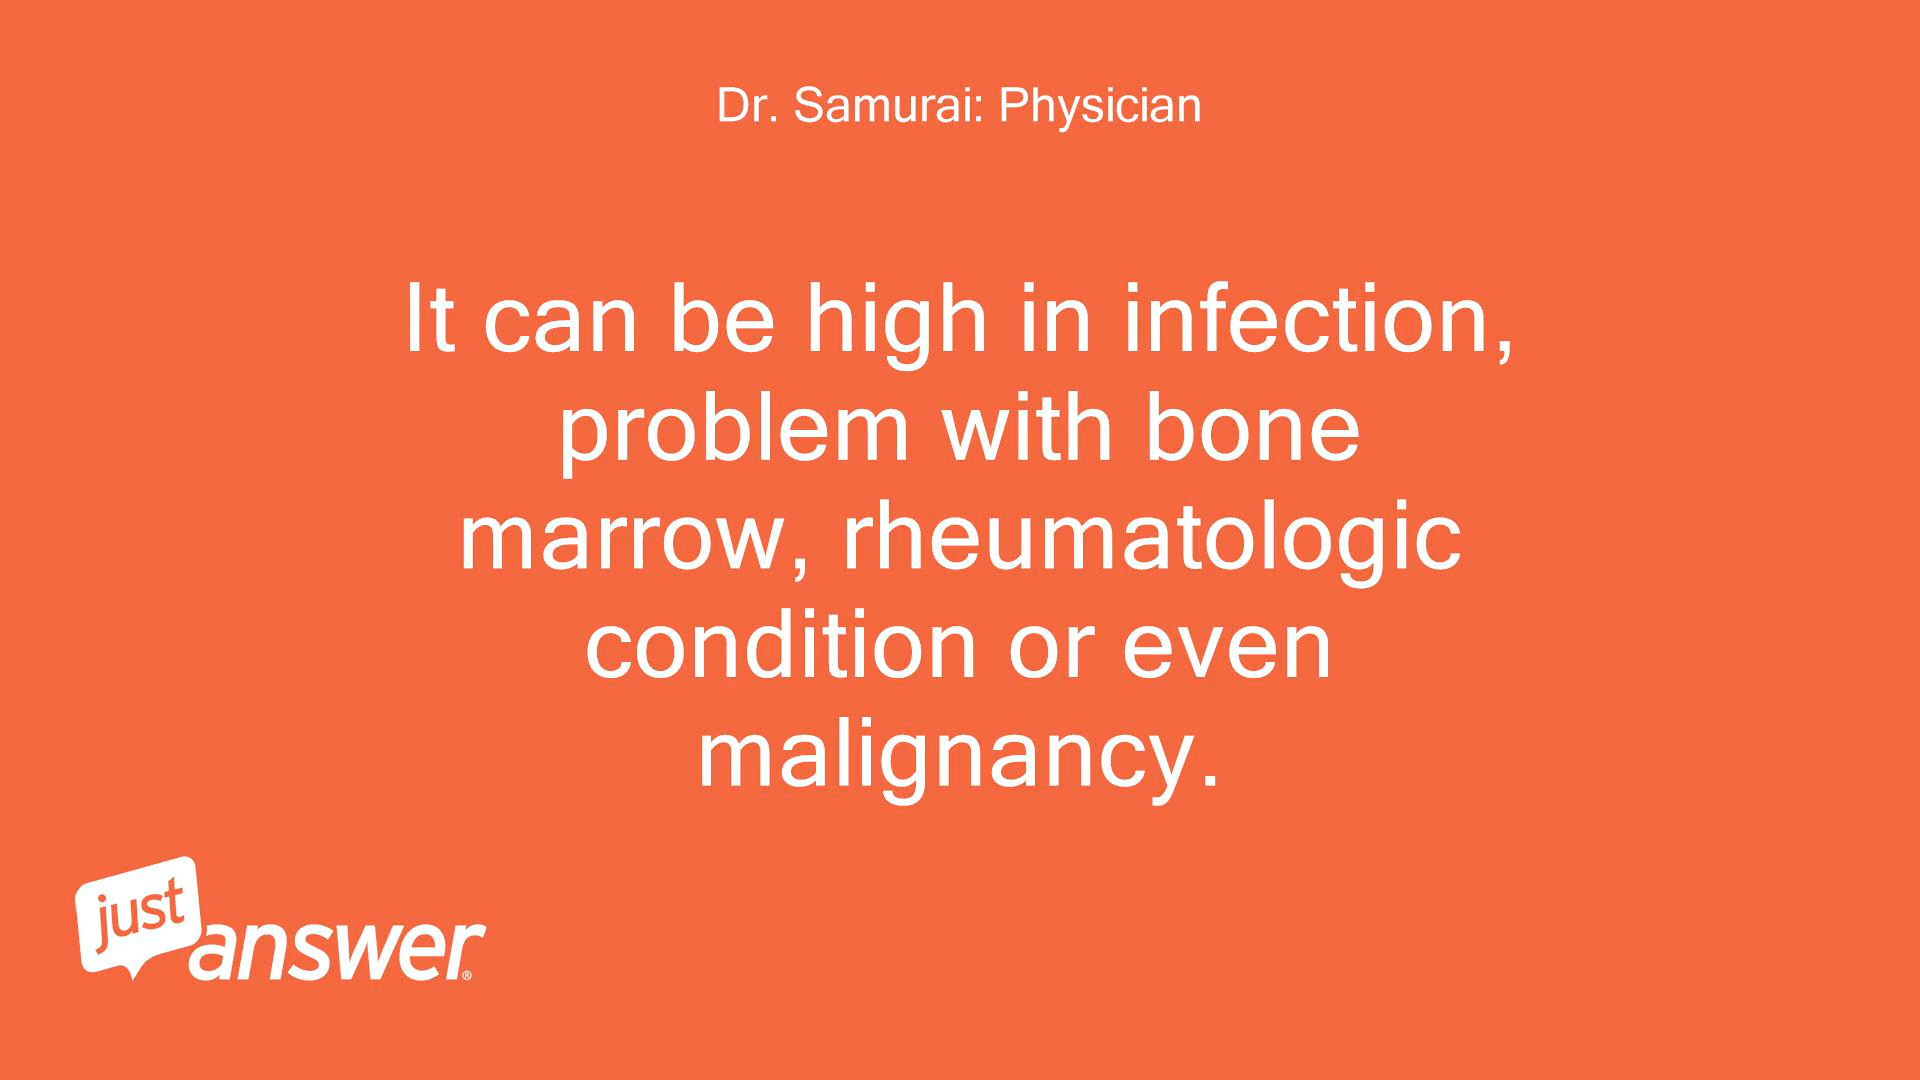 Dr. Samurai: Physician
It can be high in infection,
problem with bone
marrow, rheumatologic
condition or even
malignancy.
just
answer®